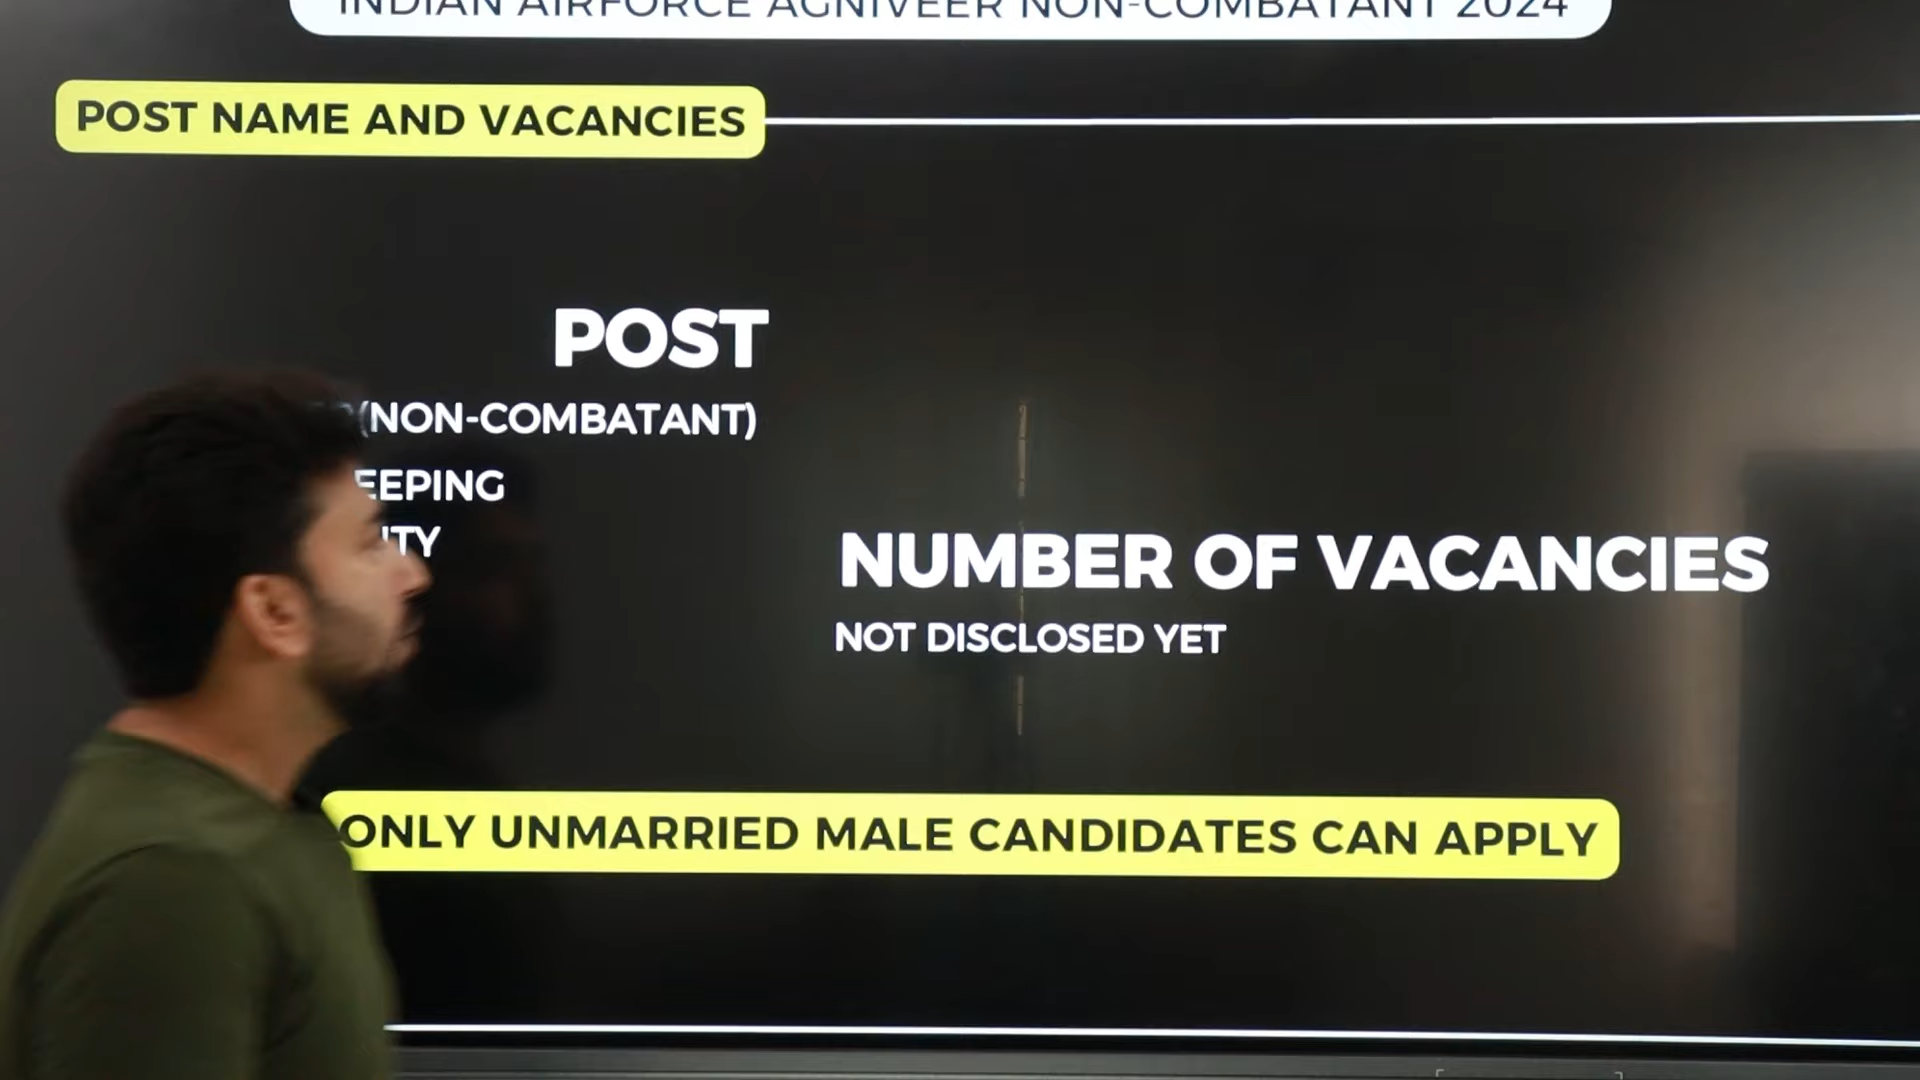 INDIAN AIRFORCE AGNIVEER NON-COMBATANT 2024
POST NAME AND VACANCIES
POST
(NON-COMBATANT)
EEPING
ITY
NUMBER OF VACANCIES
NOT DISCLOSED YET
ONLY UNMARRIED MALE CANDIDATES CAN APPLY